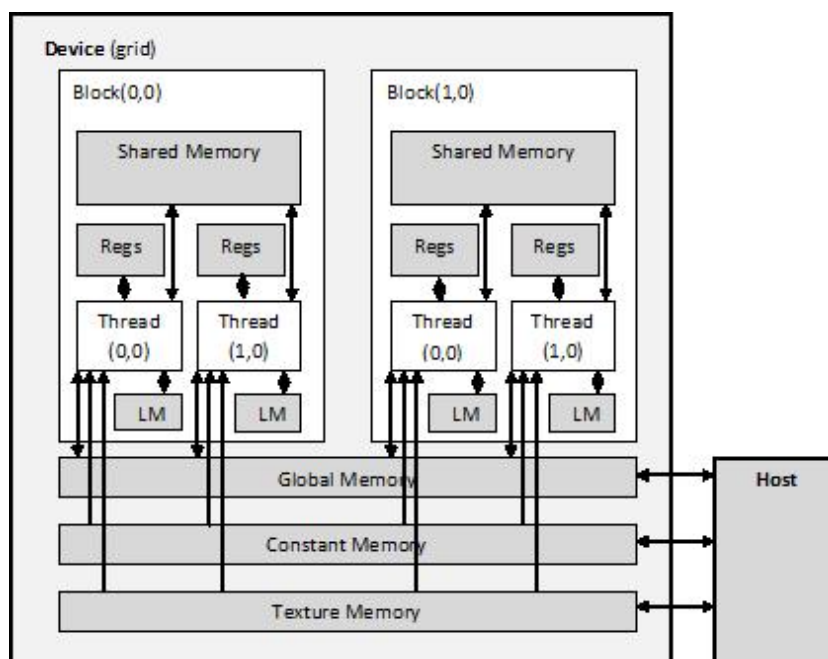 Device (grid)
Block(0,0)
Shared Memory
Regs
Regs
Thread
(0,0)
Thread
(1,0)
LM
LM
Block(1,0)
Shared Memory
Regs
Regs
Thread
(0,0)
Thread
(1,0)
LM
LM
Global Memory
Constant Memory
Texture Memory
Host